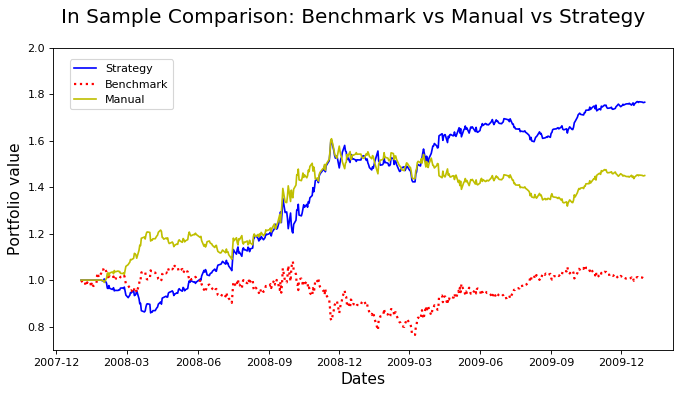 In Sample Comparison: Benchmark vs Manual vs Strategy
2.0
1.8
1.6
1.4
1.2
1.0
0.8
Portfolio value
Strategy
Benchmark
Manual
2007-12 2008-03 2008-06 2008-09 2008-12 2009-03 2009-06 2009-09 2009-12
Dates